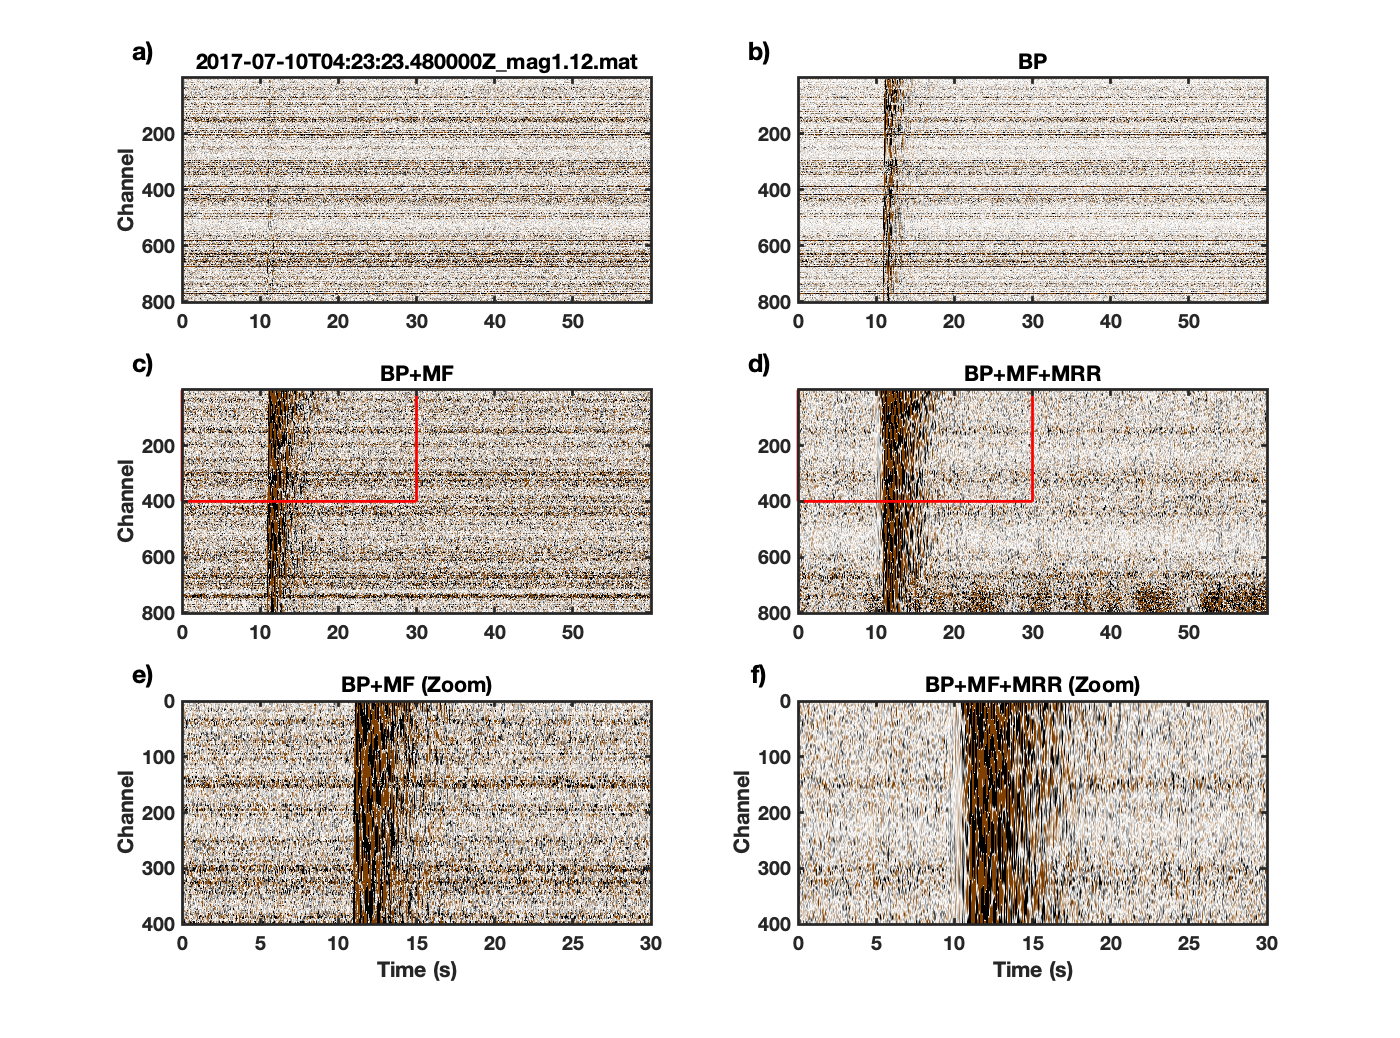 a)
2017-07-10T04:23:23.480000Z_mag1.12.mat
Channel
200
400
600
800
0 10 20 30 40 50
b)
BP
200
400
600
800
0 10 20 30 40 50
c)
BP+MF
Channel
200
400
600
800
0 10 20 30 40 50
d)
BP+MF+MRR
200
400
600
800
0 10 20 30 40 50
e)
BP+MF (Zoom)
Channel
0
100
200
300
400
0 5 10 15 20 25 30
Time (s)
f)
BP+MF+MRR (Zoom)
Channel
0
100
200
300
400
0 5 10 15 20 25 30
Time (s)